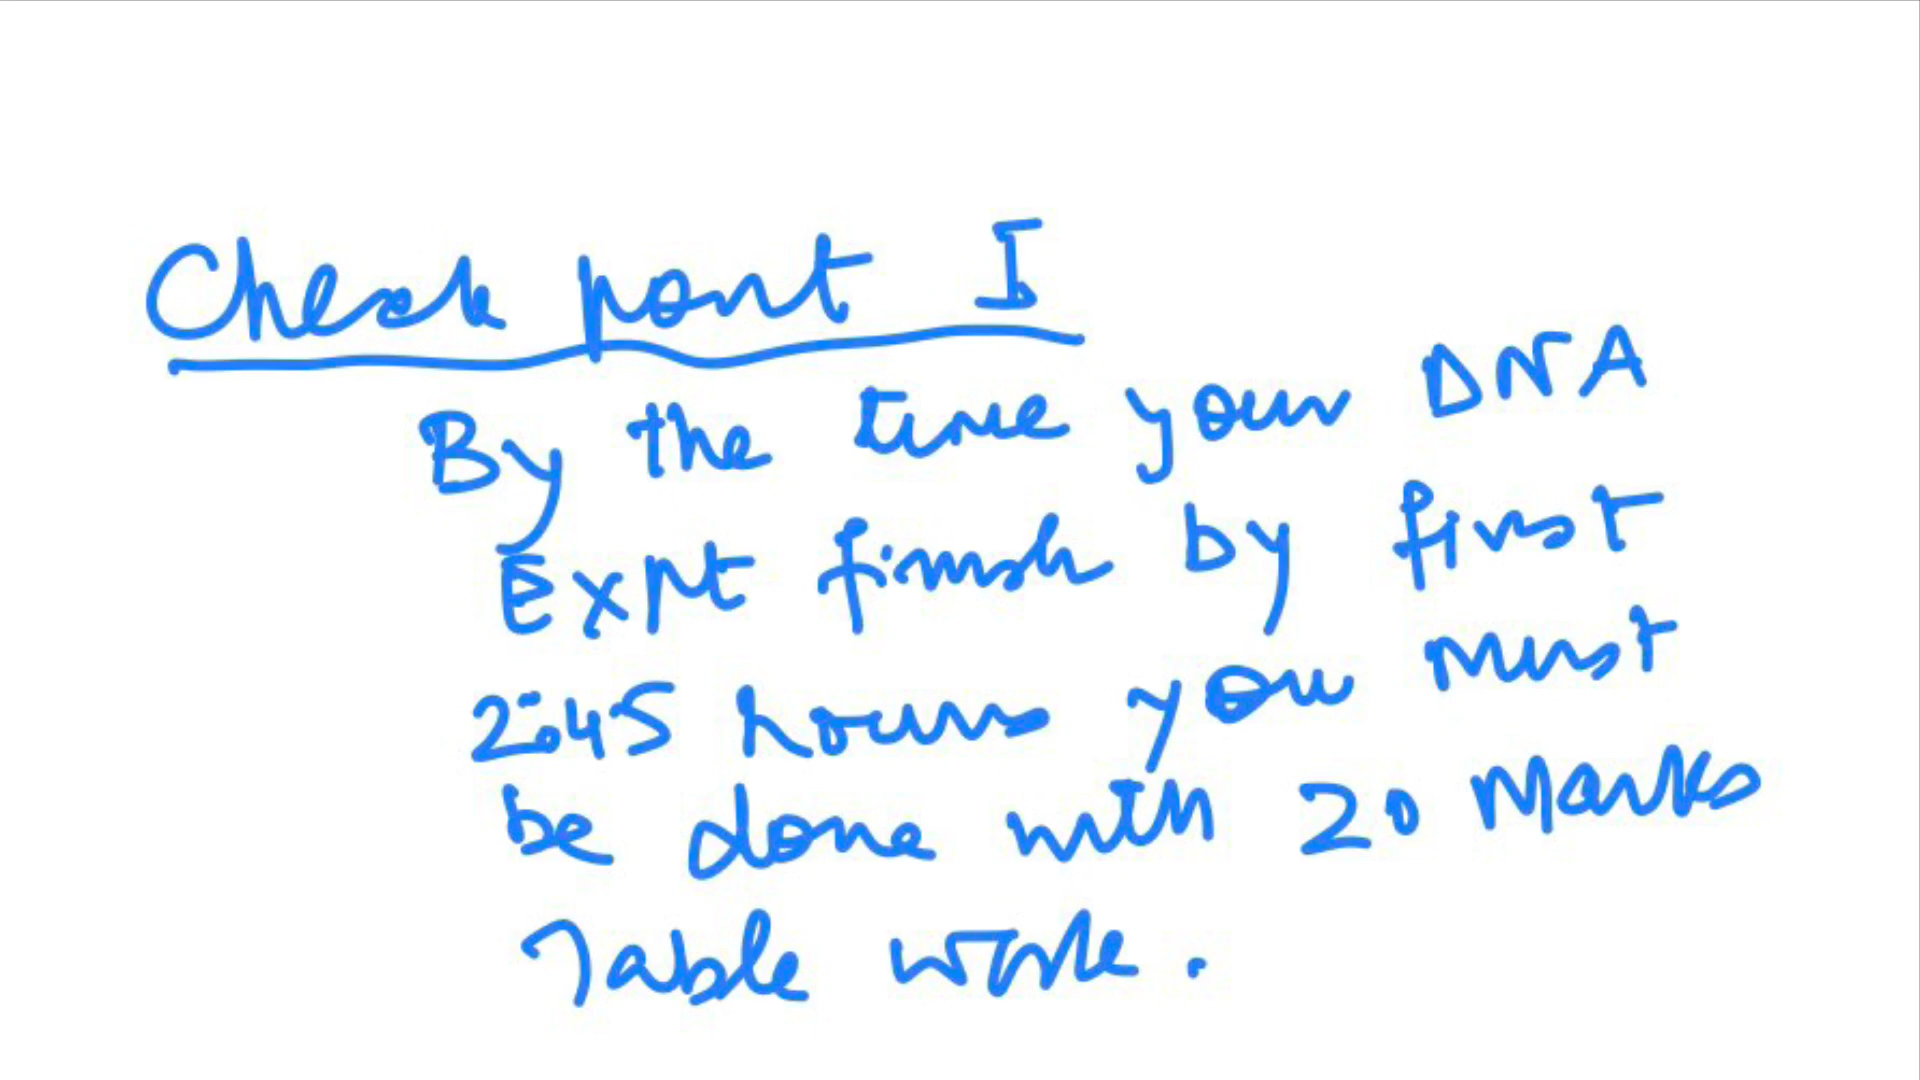 Check point I
By the time your DNA
Expt finish by first
2:45 hours you must
be done with 20 Marks
Table work.